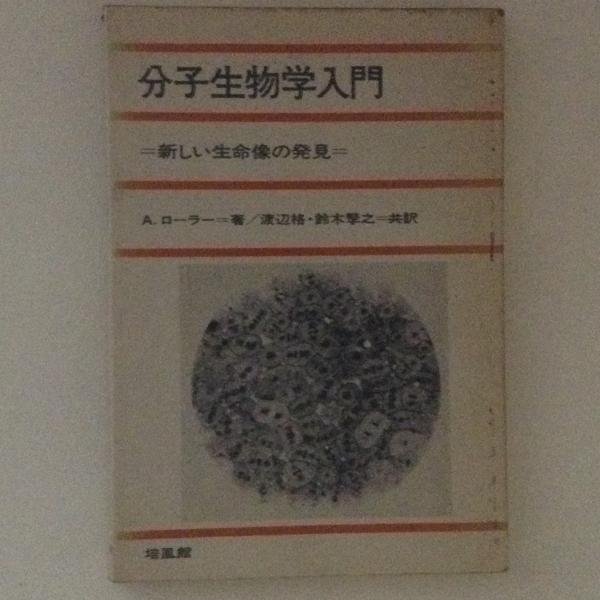 分子生物学入門
=新しい生命像の発見=
A.ローラー=著/渡辺格・鈴木堅之=共訳
培風館